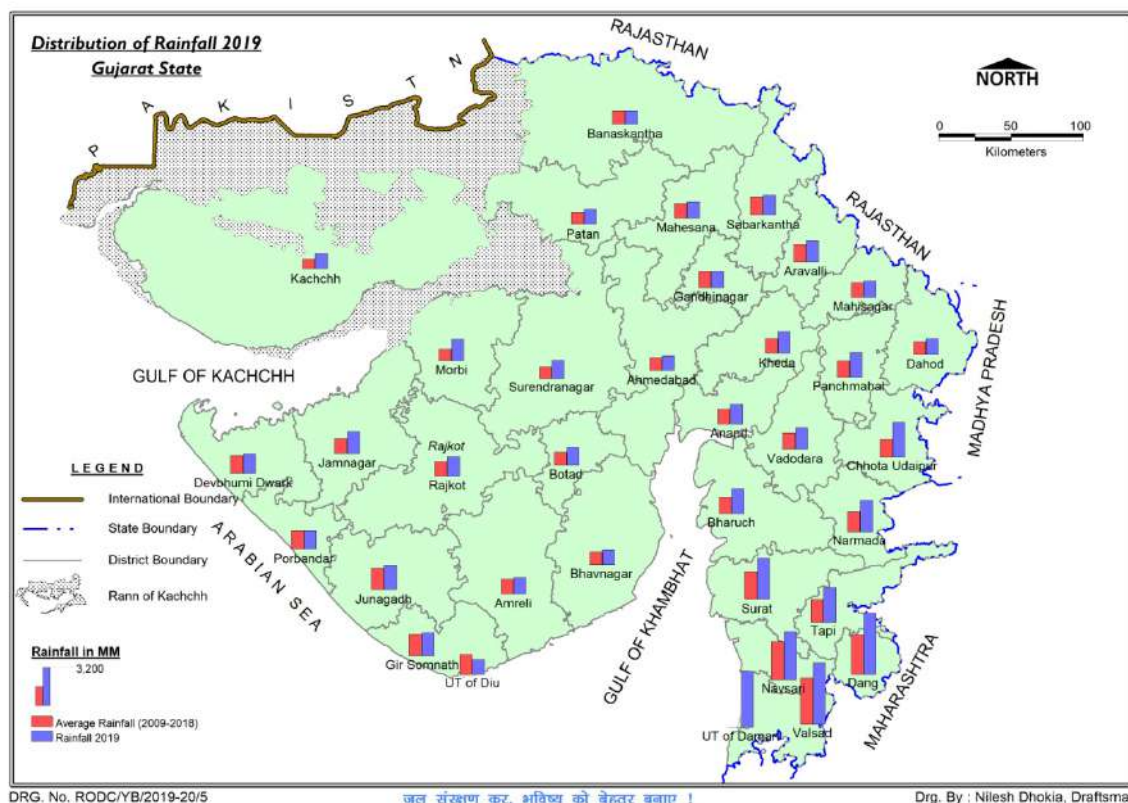 Distribution of Rainfall 2019
Gujarat State
RAJASTHAN
NORTH
0 50 100
Kilometers
PAKISTN
Banaskantha
Patan
Mahesana
Sabarkantha
RAJASTHAN
Aravalli
Kachchh
Gandhinagar
Mahisagar
MADHYA PRADESH
Morbi
Surendranagar
Ahmedabad
Kheda
Panchmahal
Dahod
GULF OF KACHCHH
Anand
Vadodara
Chhota Udaipur
Rajkot
Jamnagar
Rajkot
Botad
Devbhumi Dwark
LEGEND
International Boundary
State Boundary
District Boundary
Rann of Kachchh
Bharuch
Narmada
ARABIAN SEA
Porbandar
Junagadh
Amreli
Bhavnagar
GULF OF KHAMBHAT
Surat
Tapi
Gir Somnath
UT of Diu
Navsari
Dang
MAHARASHTRA
UT of Daman
Valsad
Rainfall in MM
3,200
Average Rainfall (2009-2018)
Rainfall 2019
DRG. No. RODC/YB/2019-20/5
जल संरक्षण कर, भविष्य को बेहतर बनाए !
Drg. By : Nilesh Dhokia, Draftsma